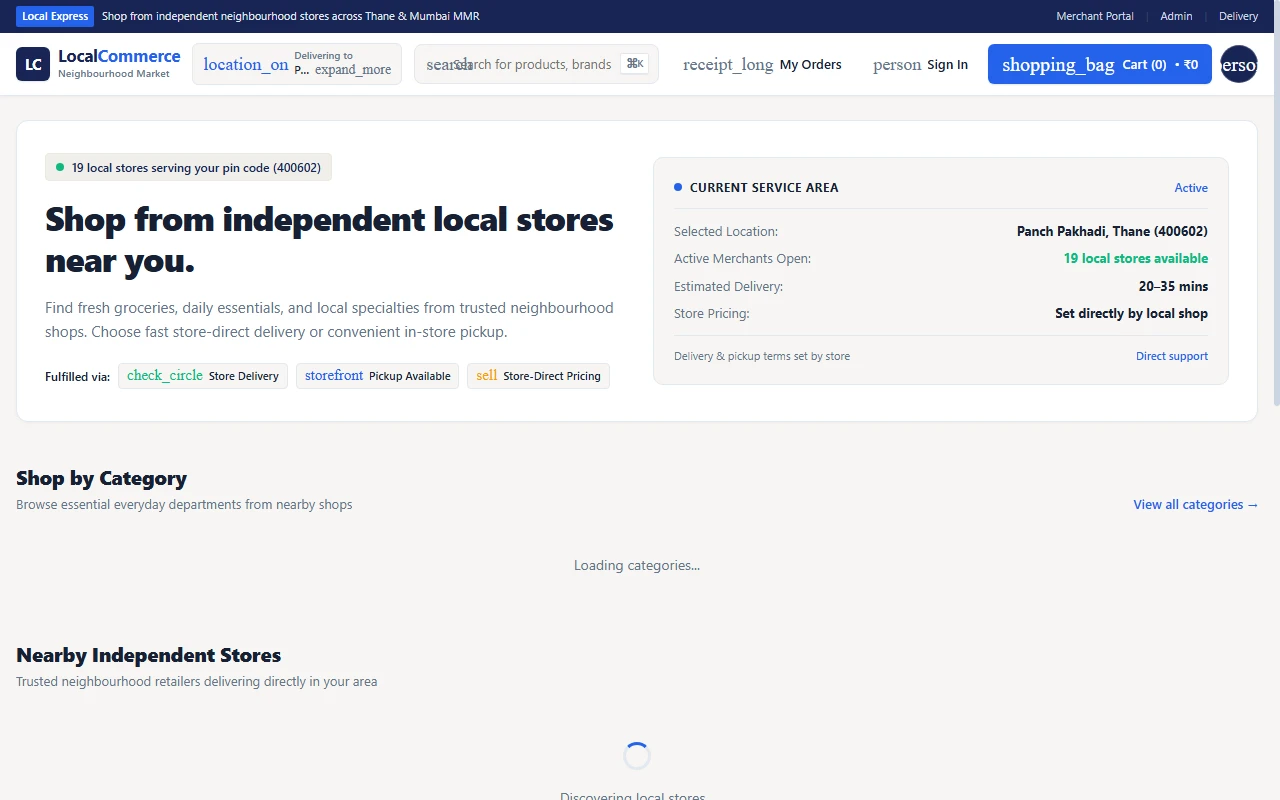 Local Express Shop from independent neighbourhood stores across Thane & Mumbai MMR Merchant Portal Admin Delivery
LC LocalCommerce
Neighbourhood Market
location_on Delivering to
P... expand_more
search Search for products, brands ⌘K
receipt_long My Orders
person Sign In
shopping_bag Cart (0) • ₹0
19 local stores serving your pin code (400602)
Shop from independent local stores
near you.
Find fresh groceries, daily essentials, and local specialties from trusted neighbourhood
shops. Choose fast store-direct delivery or convenient in-store pickup.
Fulfilled via: check_circle Store Delivery storefront Pickup Available sell Store-Direct Pricing
CURRENT SERVICE AREA Active
Selected Location: Panch Pakhadi, Thane (400602)
Active Merchants Open: 19 local stores available
Estimated Delivery: 20–35 mins
Store Pricing: Set directly by local shop
Delivery & pickup terms set by store Direct support
Shop by Category
Browse essential everyday departments from nearby shops View all categories →
Loading categories...
Nearby Independent Stores
Trusted neighbourhood retailers delivering directly in your area
Discovering local stores